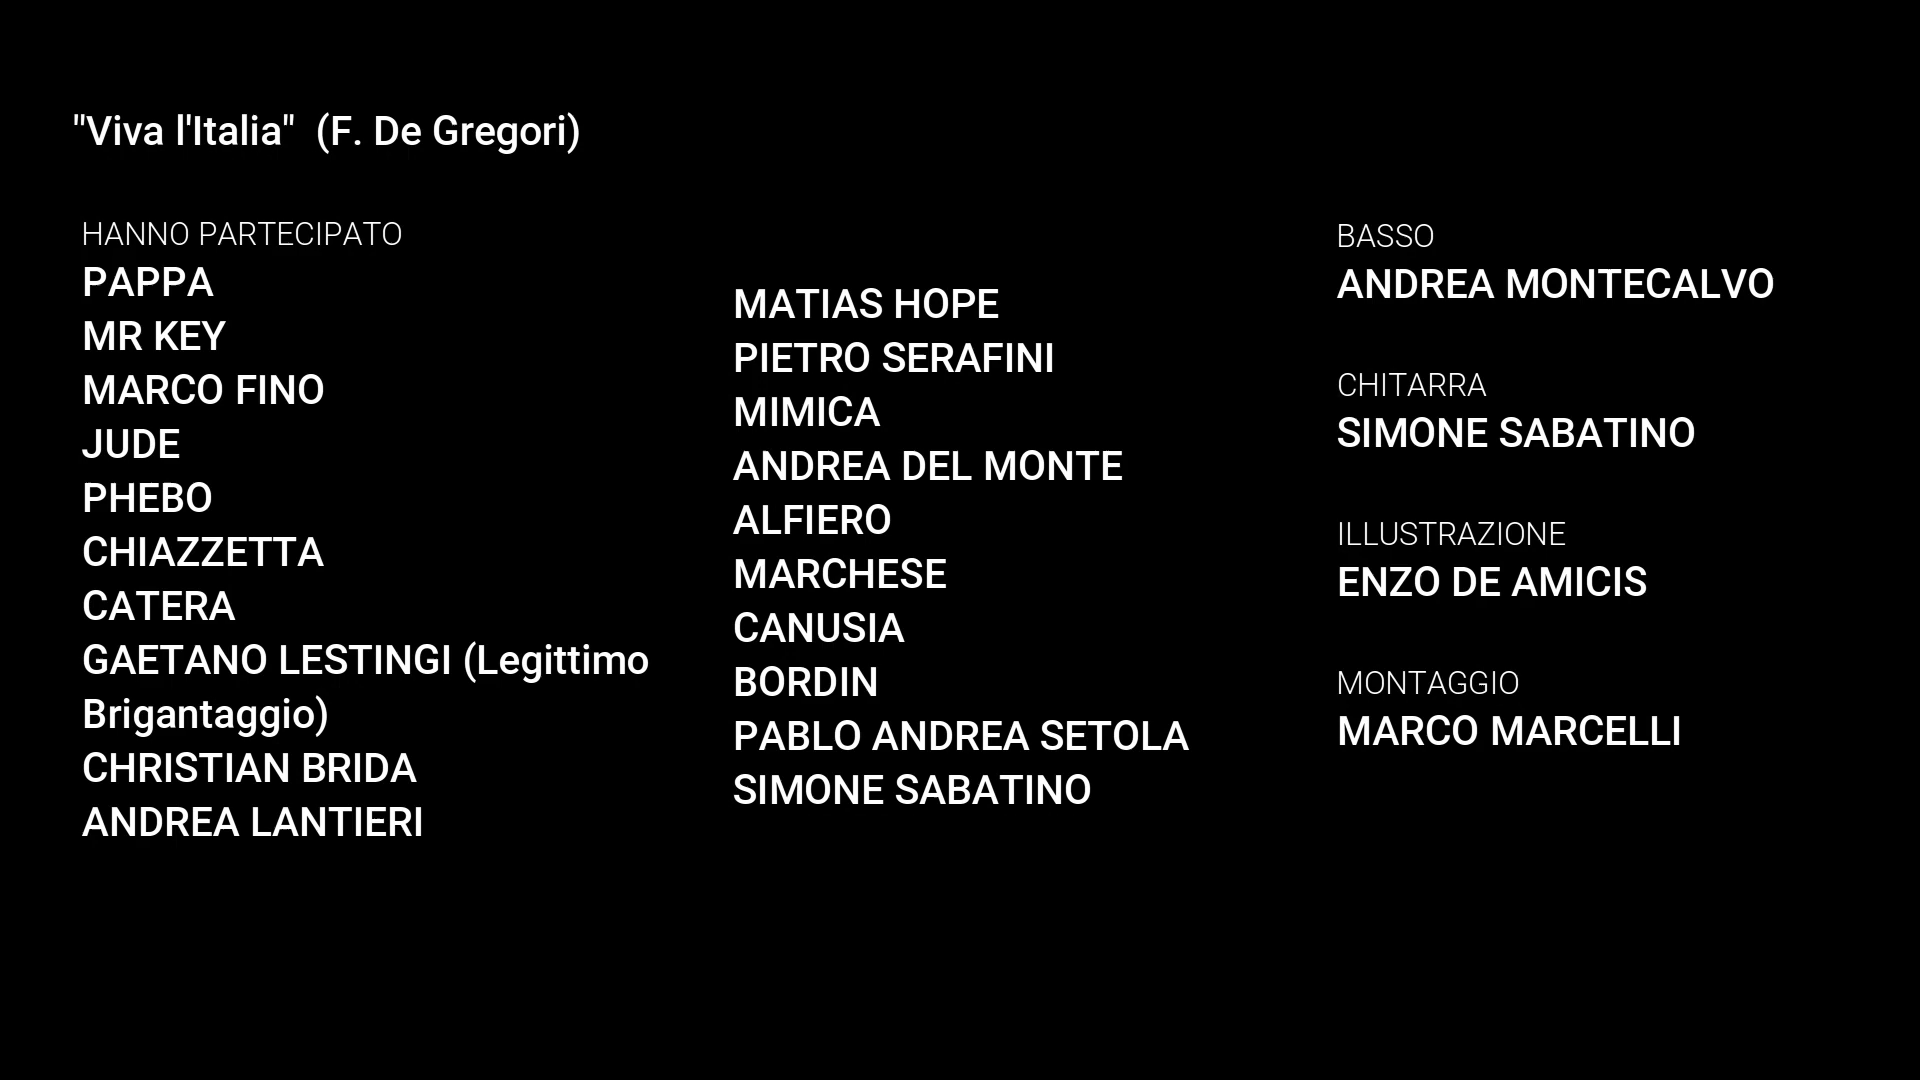 "Viva l'Italia"  (F. De Gregori)
HANNO PARTECIPATO
PAPPA
MR KEY
MARCO FINO
JUDE
PHEBO
CHIAZZETTA
CATERA
GAETANO LESTINGI (Legittimo
Brigantaggio)
CHRISTIAN BRIDA
ANDREA LANTIERI
MATIAS HOPE
PIETRO SERAFINI
MIMICA
ANDREA DEL MONTE
ALFIERO
MARCHESE
CANUSIA
BORDIN
PABLO ANDREA SETOLA
SIMONE SABATINO
BASSO
ANDREA MONTECALVO
CHITARRA
SIMONE SABATINO
ILLUSTRAZIONE
ENZO DE AMICIS
MONTAGGIO
MARCO MARCELLI